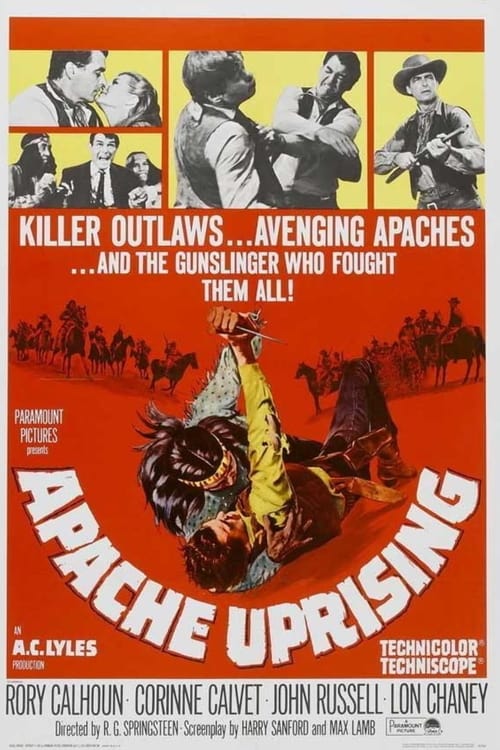 KILLER OUTLAWS...AVENGING APACHES
...AND THE GUNSLINGER WHO FOUGHT
THEM ALL!
PARAMOUNT
PICTURES
presents
APACHE UPRISING
AN
A.C. LYLES
PRODUCTION
TECHNICOLOR®
TECHNISCOPE®
RORY CALHOUN · CORINNE CALVET · JOHN RUSSELL · LON CHANEY
Directed by R. G. SPRINGSTEEN · Screenplay by HARRY SANFORD and MAX LAMB
A PARAMOUNT
PICTURE